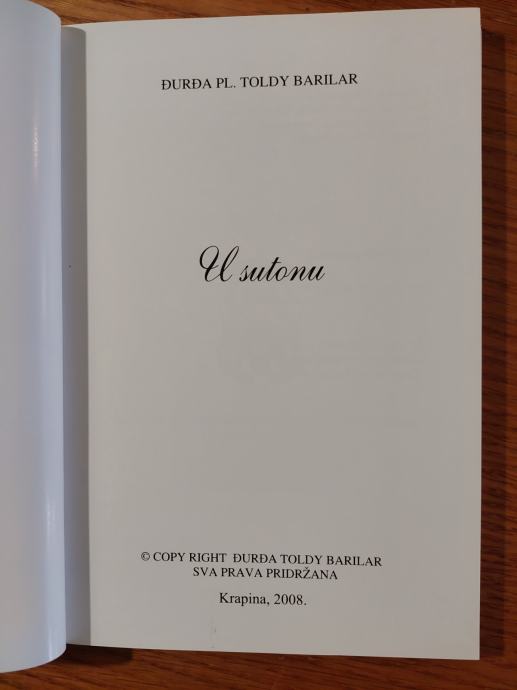 ĐURĐA PL. TOLDY BARILAR
U sutonu
© COPY RIGHT ĐURĐA TOLDY BARILAR
SVA PRAVA PRIDRŽANA
Krapina, 2008.